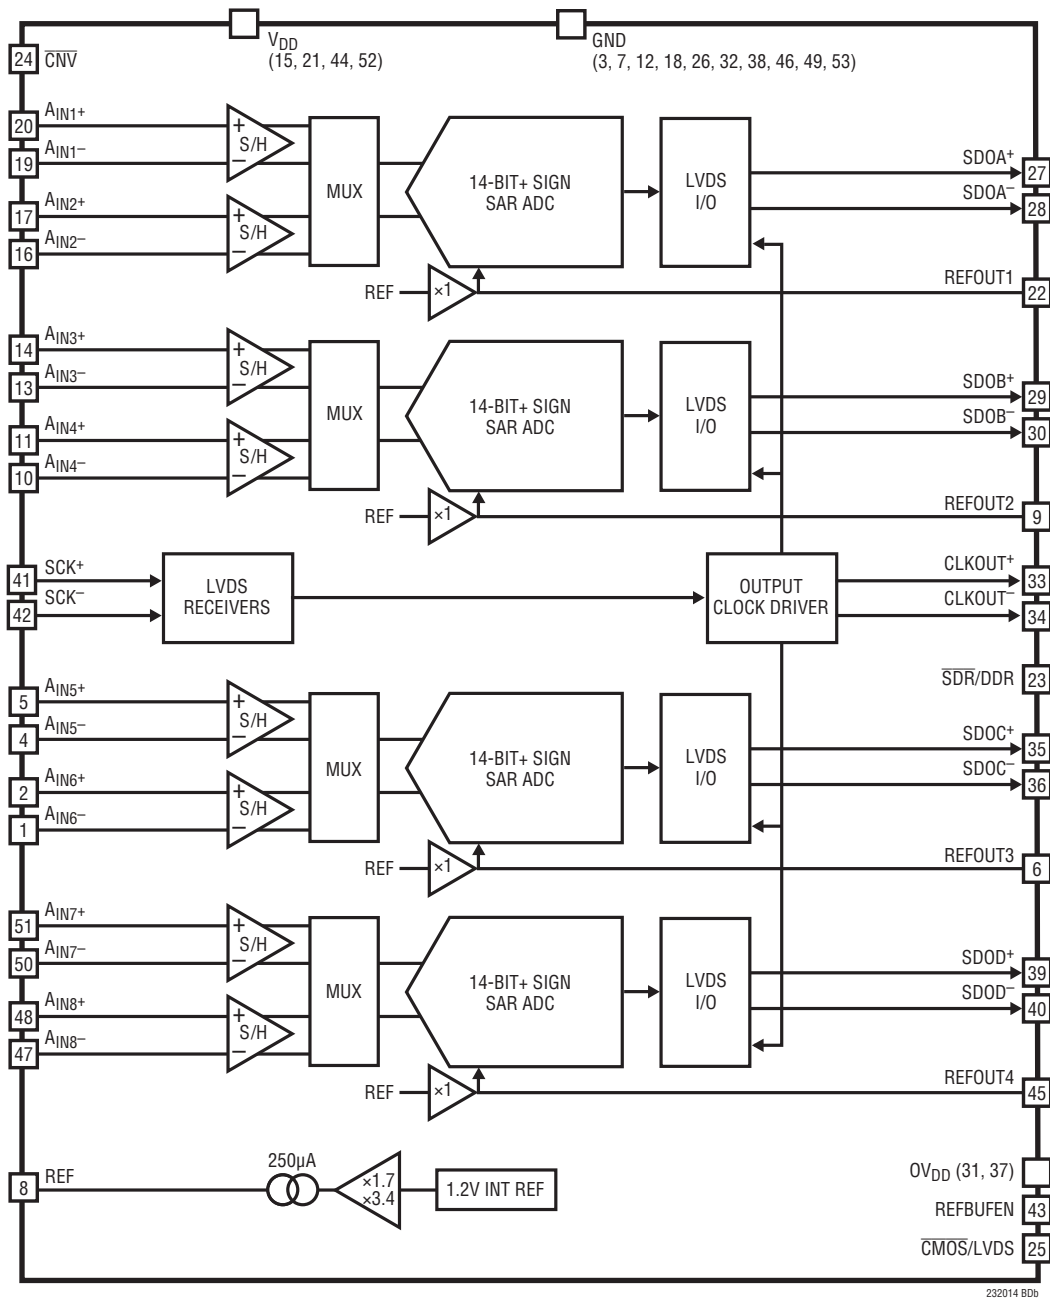 VDD
(15, 21, 44, 52)
GND
(3, 7, 12, 18, 26, 32, 38, 46, 49, 53)
24 CNV
20 AIN1+
19 AIN1–
17 AIN2+
16 AIN2–
+
S/H
–
+
S/H
–
MUX
14-BIT+ SIGN
SAR ADC
LVDS
I/O
SDOA+ 27
SDOA– 28
REF ×1
REFOUT1 22
14 AIN3+
13 AIN3–
11 AIN4+
10 AIN4–
+
S/H
–
+
S/H
–
MUX
14-BIT+ SIGN
SAR ADC
LVDS
I/O
SDOB+ 29
SDOB– 30
REF ×1
REFOUT2 9
41 SCK+
42 SCK–
LVDS
RECEIVERS
OUTPUT
CLOCK DRIVER
CLKOUT+ 33
CLKOUT– 34
SDR/DDR 23
5 AIN5+
4 AIN5–
2 AIN6+
1 AIN6–
+
S/H
–
+
S/H
–
MUX
14-BIT+ SIGN
SAR ADC
LVDS
I/O
SDOC+ 35
SDOC– 36
REF ×1
REFOUT3 6
51 AIN7+
50 AIN7–
48 AIN8+
47 AIN8–
+
S/H
–
+
S/H
–
MUX
14-BIT+ SIGN
SAR ADC
LVDS
I/O
SDOD+ 39
SDOD– 40
REF ×1
REFOUT4 45
8 REF
250µA
×1.7
×3.4
1.2V INT REF
OVDD (31, 37)
REFBUFEN 43
CMOS/LVDS 25
232014 BDb